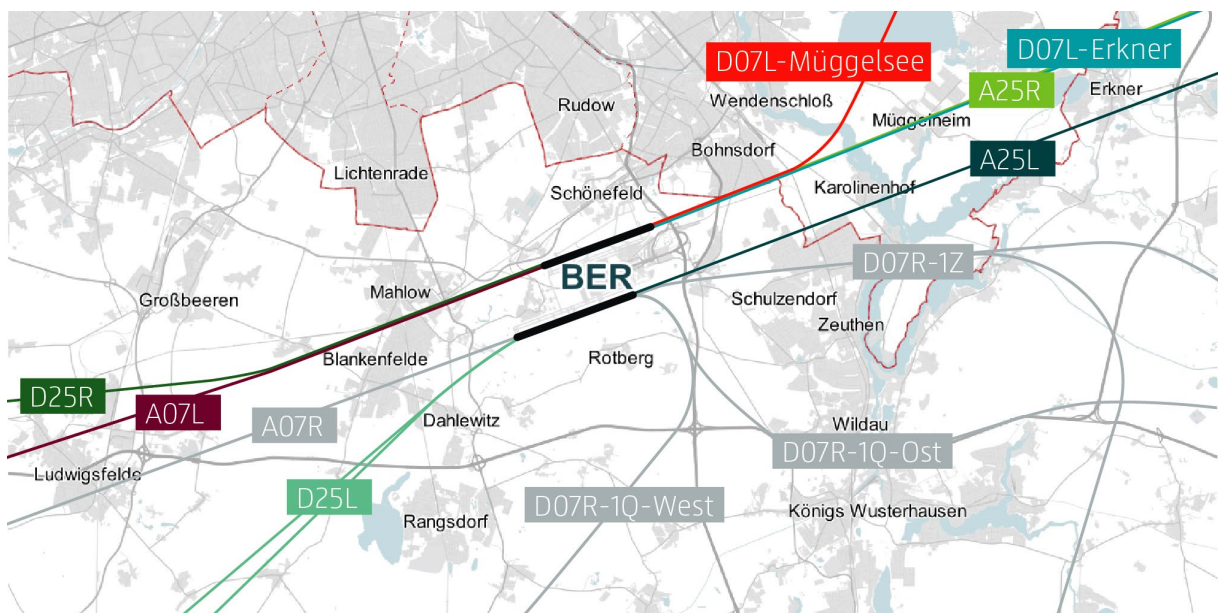 D07L-Müggelsee
D07L-Erkner
Erkner
A25R
Wendenschloß
Rudow
Müggelheim
Bohnsdorf
A25L
Lichtenrade
Schönefeld
Karolinenhof
D07R-1Z
BER
Mahlow
Großbeeren
Schulzendorf
Zeuthen
Blankenfelde
Rotberg
D25R
A07L
A07R
Dahlewitz
Wildau
D07R-1Q-Ost
Ludwigsfelde
D25L
D07R-1Q-West
Königs Wusterhausen
Rangsdorf